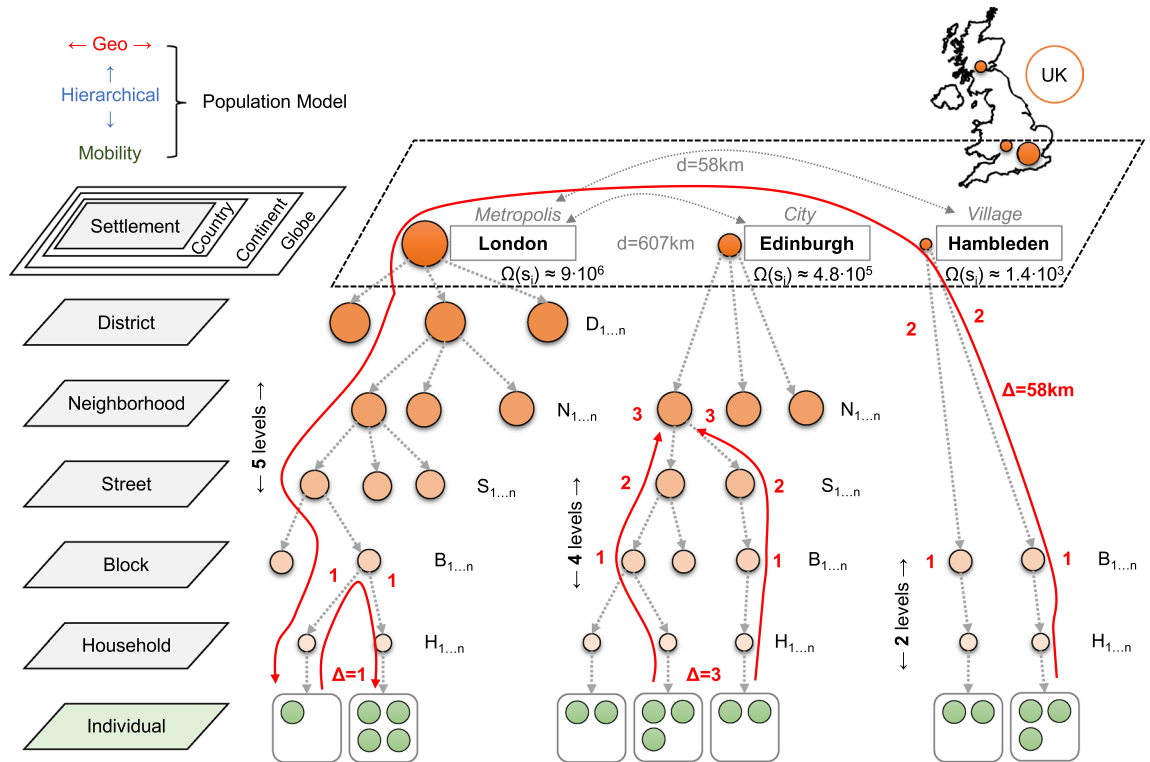 ← Geo →
↑
Hierarchical
↓
Mobility
Population Model
UK
Settlement
Country
Continent
Globe
d=58km
Metropolis
City
Village
London
d=607km
Edinburgh
Hambleden
Ω(sᵢ) ≈ 9·10⁶
Ω(sᵢ) ≈ 4.8·10⁵
Ω(sᵢ) ≈ 1.4·10³
District
D₁…ₙ
2
2
Neighborhood
N₁…ₙ
3
3
N₁…ₙ
Δ=58km
← 5 levels →
Street
S₁…ₙ
2
2
S₁…ₙ
← 4 levels →
Block
1
1
B₁…ₙ
1
1
B₁…ₙ
1
1
B₁…ₙ
← 2 levels →
Household
H₁…ₙ
H₁…ₙ
H₁…ₙ
Δ=1
Δ=3
Individual